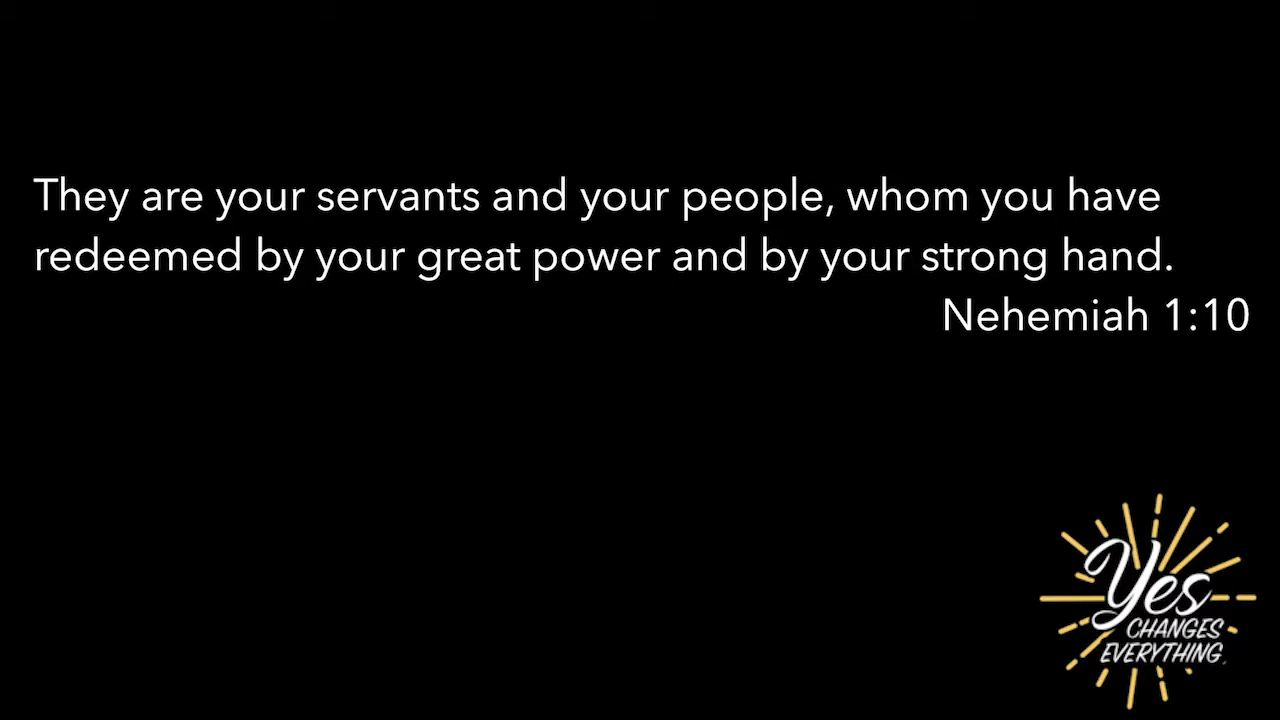 They are your servants and your people, whom you have
redeemed by your great power and by your strong hand.
Nehemiah 1:10
Yes
CHANGES
EVERYTHING.